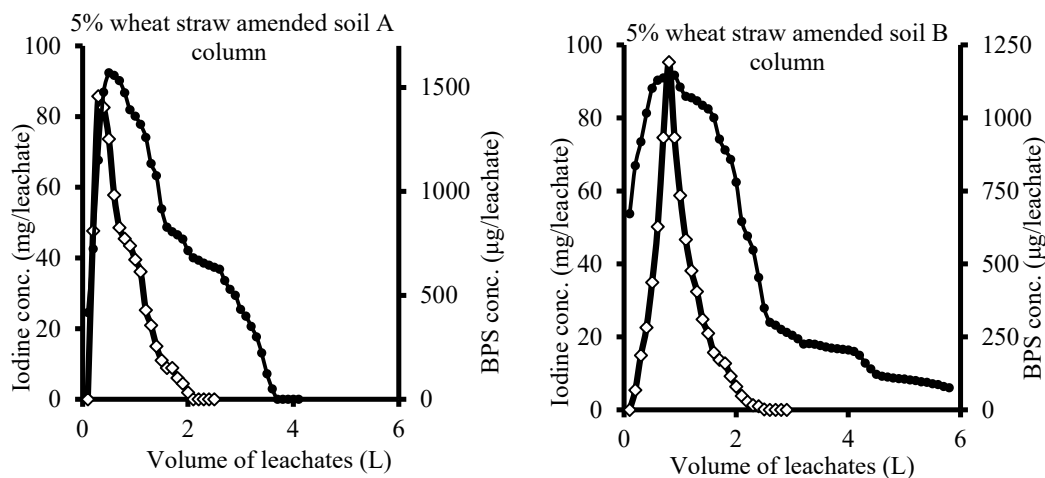 5% wheat straw amended soil A
column
100
80
60
40
20
0
Iodine conc. (mg/leachate)
1500
1000
500
0
BPS conc. (µg/leachate)
0 2 4 6
Volume of leachates (L)
5% wheat straw amended soil B
column
100
80
60
40
20
0
Iodine conc. (mg/leachate)
1250
1000
750
500
250
0
BPS conc. (µg/leachate)
0 2 4 6
Volume of leachates (L)